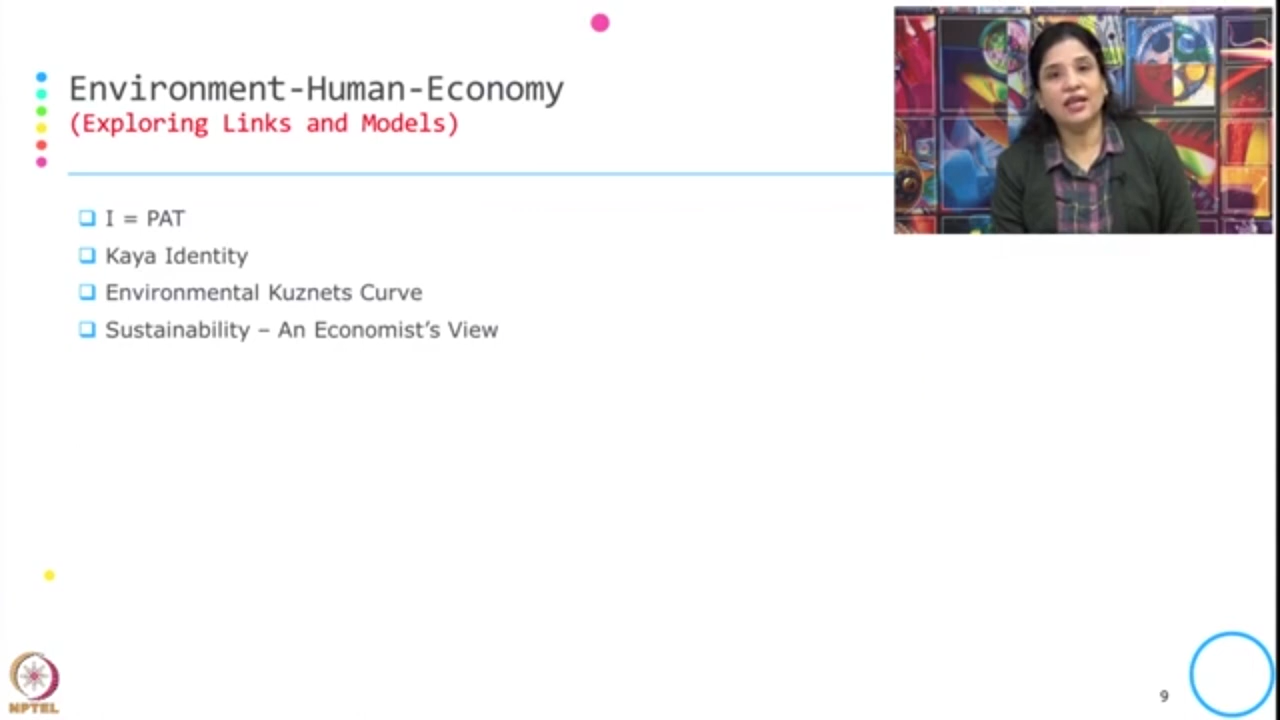 Environment-Human-Economy
(Exploring Links and Models)
I = PAT
Kaya Identity
Environmental Kuznets Curve
Sustainability – An Economist’s View
NPTEL
9